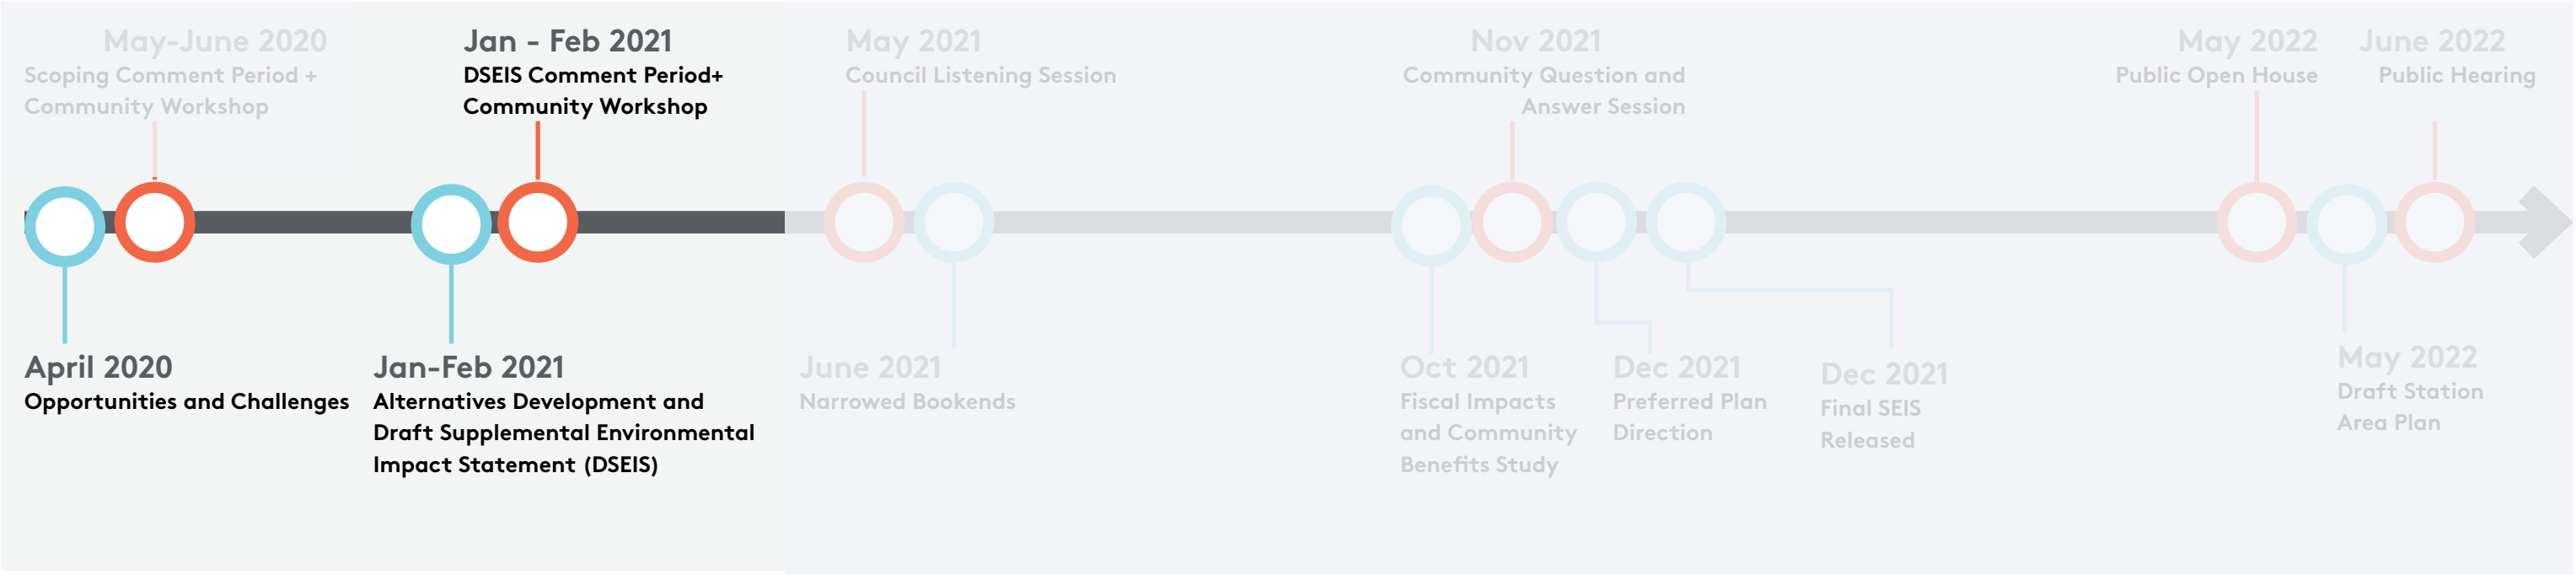 May-June 2020
Scoping Comment Period +
Community Workshop
Jan - Feb 2021
DSEIS Comment Period+
Community Workshop
May 2021
Council Listening Session
Nov 2021
Community Question and
Answer Session
May 2022
Public Open House
June 2022
Public Hearing
April 2020
Opportunities and Challenges
Jan-Feb 2021
Alternatives Development and
Draft Supplemental Environmental
Impact Statement (DSEIS)
June 2021
Narrowed Bookends
Oct 2021
Fiscal Impacts
and Community
Benefits Study
Dec 2021
Preferred Plan
Direction
Dec 2021
Final SEIS
Released
May 2022
Draft Station
Area Plan